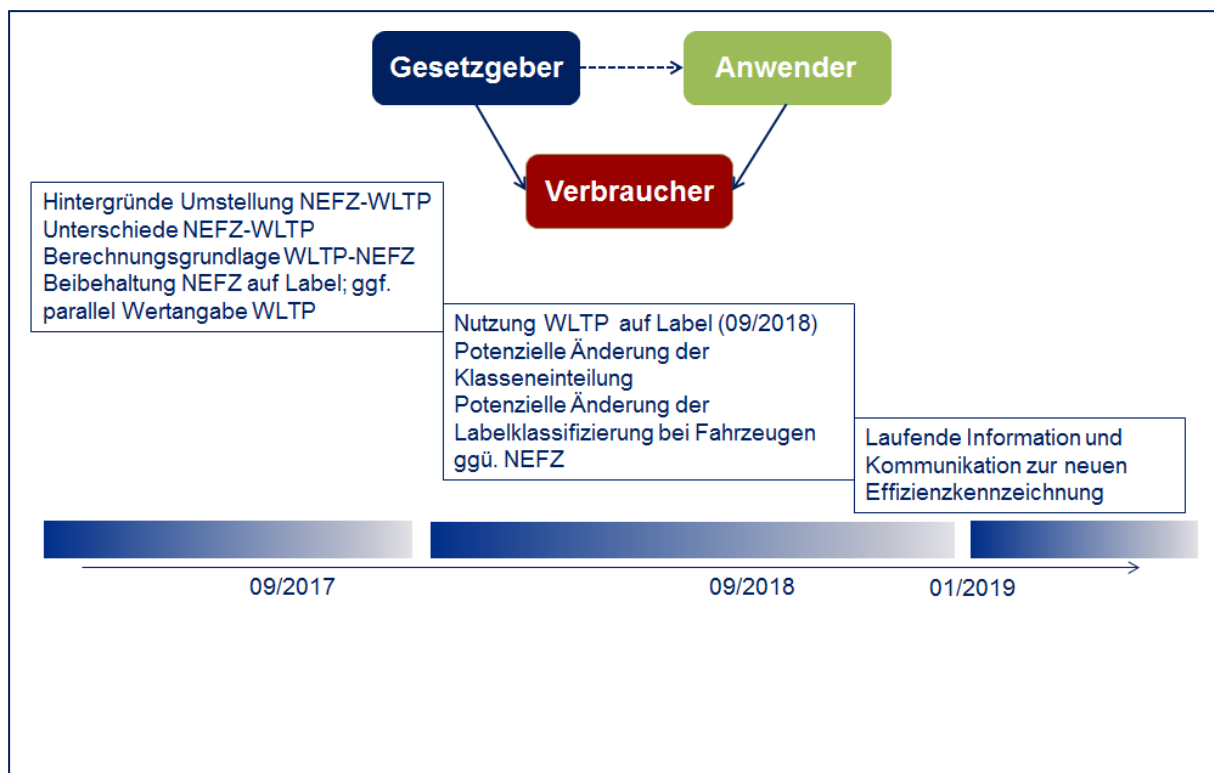 Gesetzgeber
Anwender
Verbraucher
Hintergründe Umstellung NEFZ-WLTP
Unterschiede NEFZ-WLTP
Berechnungsgrundlage WLTP-NEFZ
Beibehaltung NEFZ auf Label; ggf.
parallel Wertangabe WLTP
Nutzung WLTP auf Label (09/2018)
Potenzielle Änderung der
Klasseneinteilung
Potenzielle Änderung der
Labelklassifizierung bei Fahrzeugen
ggü. NEFZ
Laufende Information und
Kommunikation zur neuen
Effizienzkennzeichnung
09/2017
09/2018
01/2019